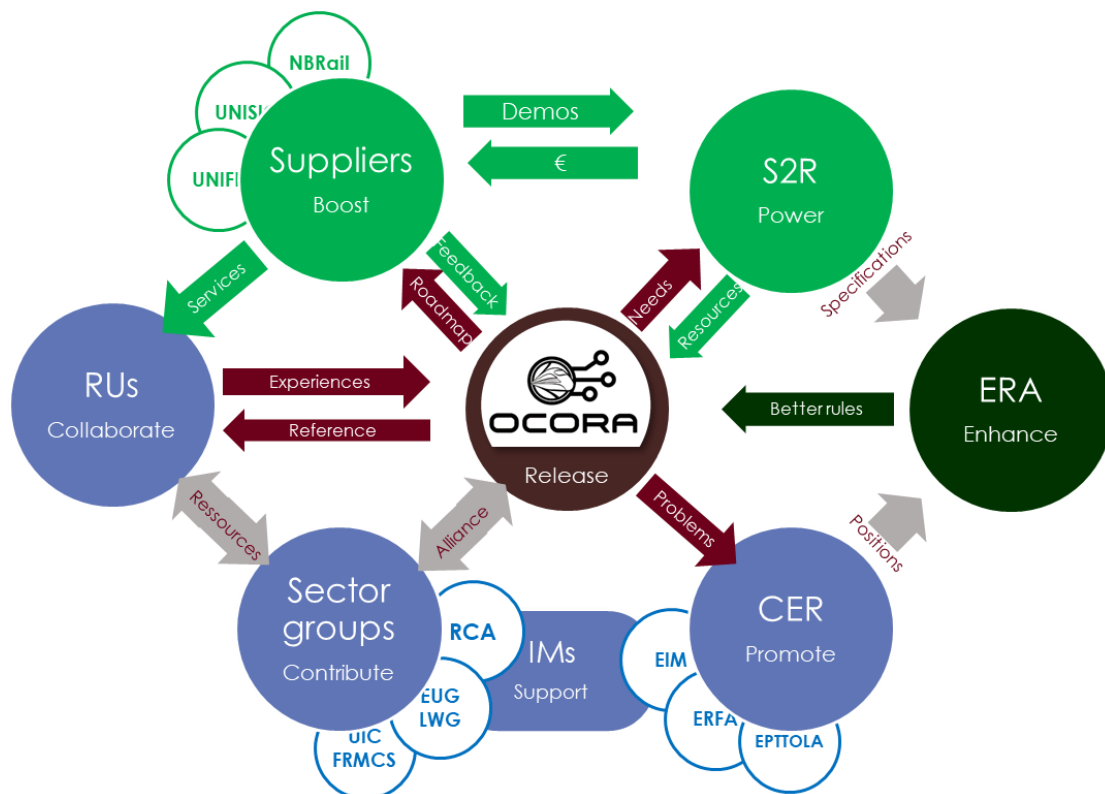 NBRail
Suppliers
Boost
Demos
€
S2R
Power
Services
Feedback
Roadmap
Needs
Resources
Specifications
RUs
Collaborate
Experiences
Reference
OCORA
Release
Better rules
ERA
Enhance
Ressources
Alliance
Problems
Positions
Sector
groups
Contribute
RCA
EUG
LWG
UIC
FRMCS
IMs
Support
EIM
ERFA
EPTTOLA
CER
Promote